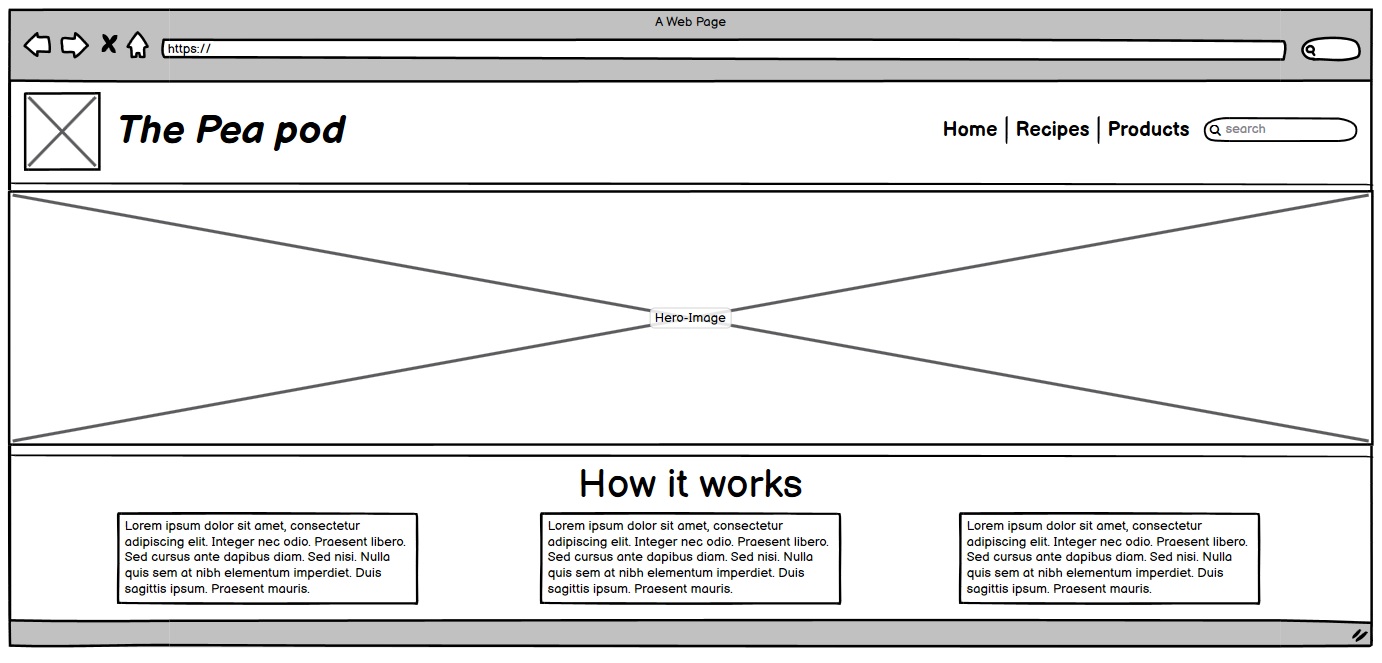 A Web Page
https://
The Pea pod
Home Recipes Products search
Hero-Image
How it works
Lorem ipsum dolor sit amet, consectetur
adipiscing elit. Integer nec odio. Praesent libero.
Sed cursus ante dapibus diam. Sed nisi. Nulla
quis sem at nibh elementum imperdiet. Duis
sagittis ipsum. Praesent mauris.
Lorem ipsum dolor sit amet, consectetur
adipiscing elit. Integer nec odio. Praesent libero.
Sed cursus ante dapibus diam. Sed nisi. Nulla
quis sem at nibh elementum imperdiet. Duis
sagittis ipsum. Praesent mauris.
Lorem ipsum dolor sit amet, consectetur
adipiscing elit. Integer nec odio. Praesent libero.
Sed cursus ante dapibus diam. Sed nisi. Nulla
quis sem at nibh elementum imperdiet. Duis
sagittis ipsum. Praesent mauris.